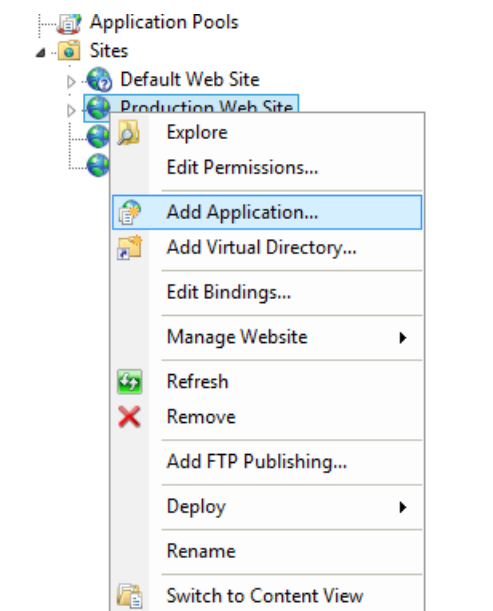 Application Pools
Sites
Default Web Site
Production Web Site
Explore
Edit Permissions...
Add Application...
Add Virtual Directory...
Edit Bindings...
Manage Website
Refresh
Remove
Add FTP Publishing...
Deploy
Rename
Switch to Content View